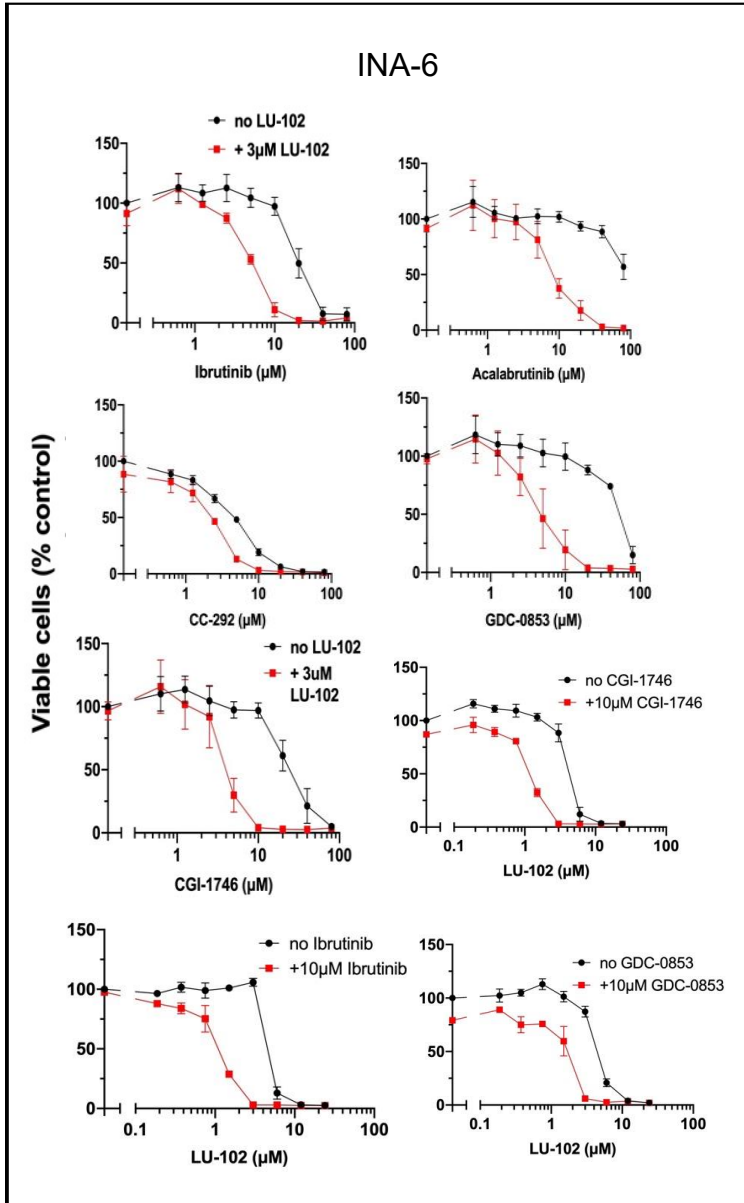 INA-6
Viable cells (% control)
no LU-102
+ 3µM LU-102
150
100
50
0
1
10
100
Ibrutinib (µM)
150
100
50
0
1
10
100
Acalabrutinib (µM)
150
100
50
0
1
10
100
CC-292 (µM)
150
100
50
0
1
10
100
GDC-0853 (µM)
no LU-102
+ 3uM
LU-102
150
100
50
0
1
10
100
CGI-1746 (µM)
no CGI-1746
+10µM CGI-1746
150
100
50
0
0.1
1
10
100
LU-102 (µM)
no Ibrutinib
+10µM Ibrutinib
150
100
50
0
0.1
1
10
100
LU-102 (µM)
no GDC-0853
+10µM GDC-0853
150
100
50
0
0.1
1
10
100
LU-102 (µM)